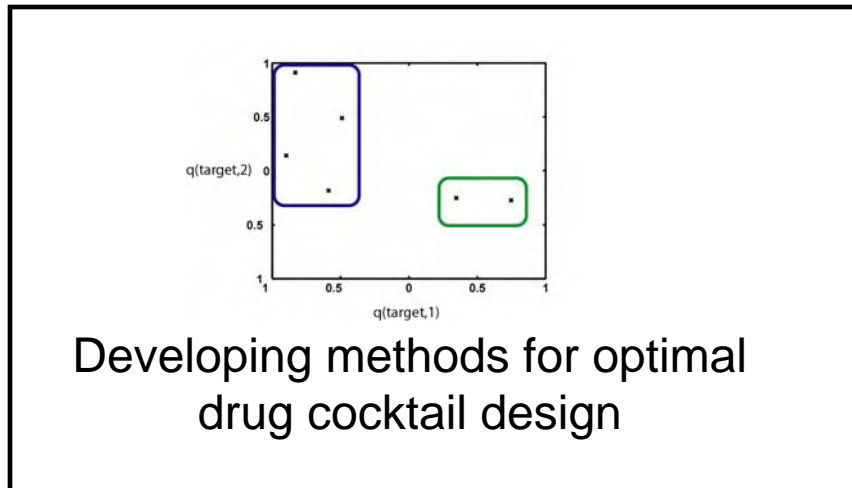 1
0.5
q(target,2)
0
0.5
1
1 0.5 0 0.5 1
q(target,1)
Developing methods for optimal
drug cocktail design